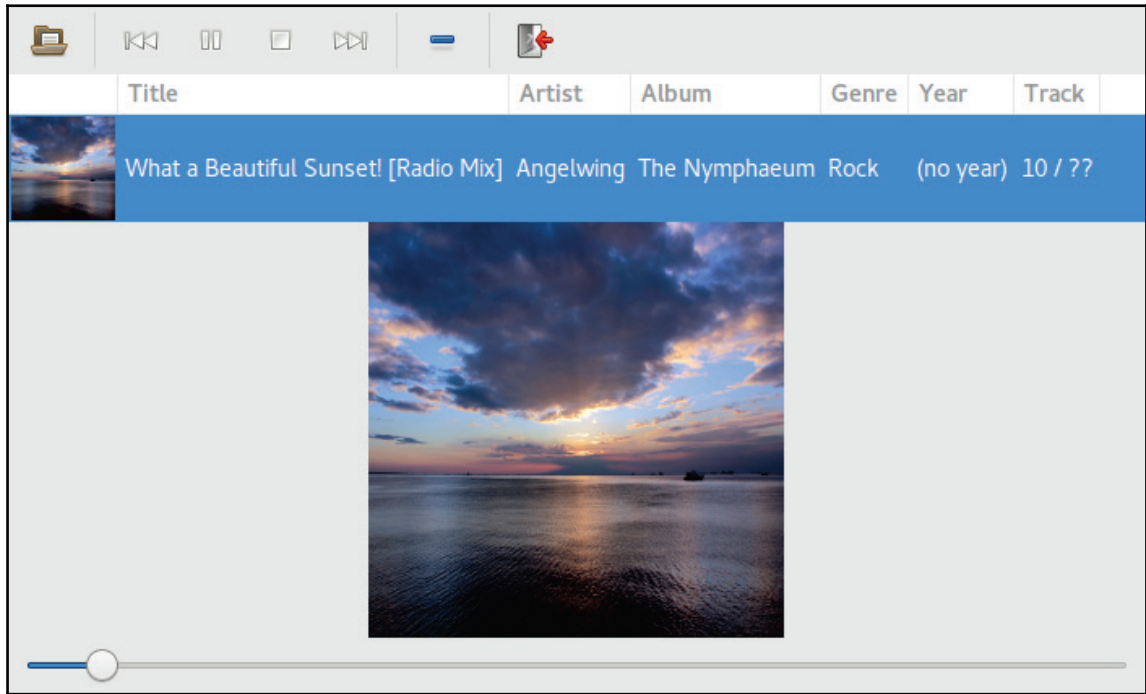 Title Artist Album Genre Year Track
What a Beautiful Sunset! [Radio Mix] Angelwing The Nymphaeum Rock (no year) 10 / ??